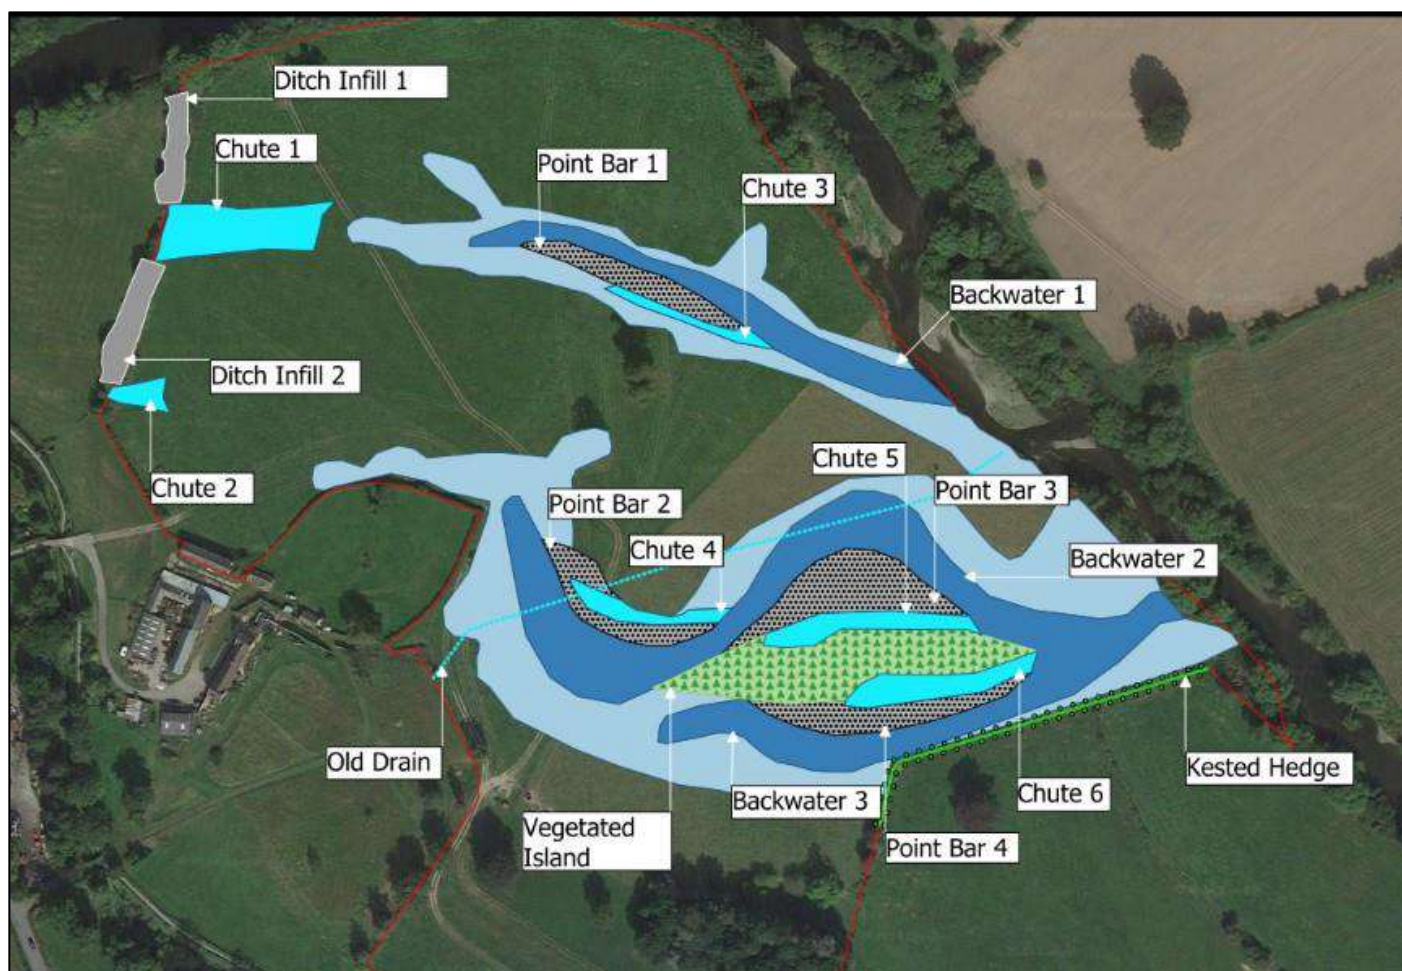 Ditch Infill 1
Chute 1
Point Bar 1
Chute 3
Backwater 1
Ditch Infill 2
Chute 2
Chute 5
Point Bar 2
Point Bar 3
Chute 4
Backwater 2
Old Drain
Kested Hedge
Backwater 3
Chute 6
Vegetated
Island
Point Bar 4